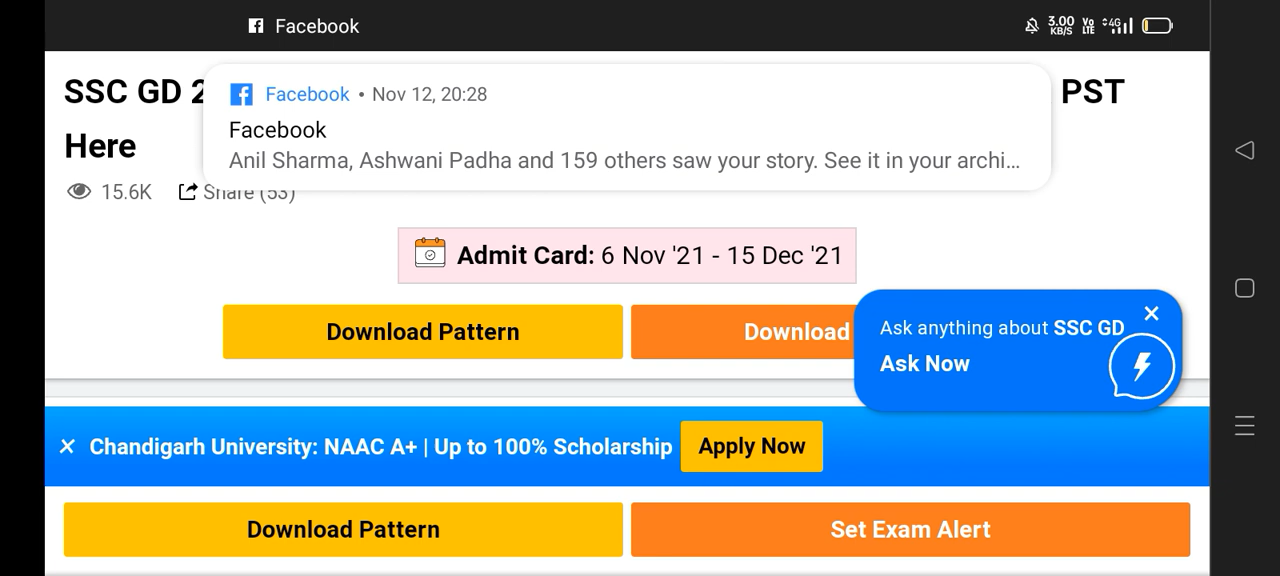 Facebook
3.00 KB/S Vo LTE 4G
SSC GD 2 PST
Facebook • Nov 12, 20:28
Facebook
Here
Anil Sharma, Ashwani Padha and 159 others saw your story. See it in your archi...
15.6K Share (53)
Admit Card: 6 Nov '21 - 15 Dec '21
Download Pattern
Download
Ask anything about SSC GD
Ask Now
Chandigarh University: NAAC A+ | Up to 100% Scholarship Apply Now
Download Pattern
Set Exam Alert